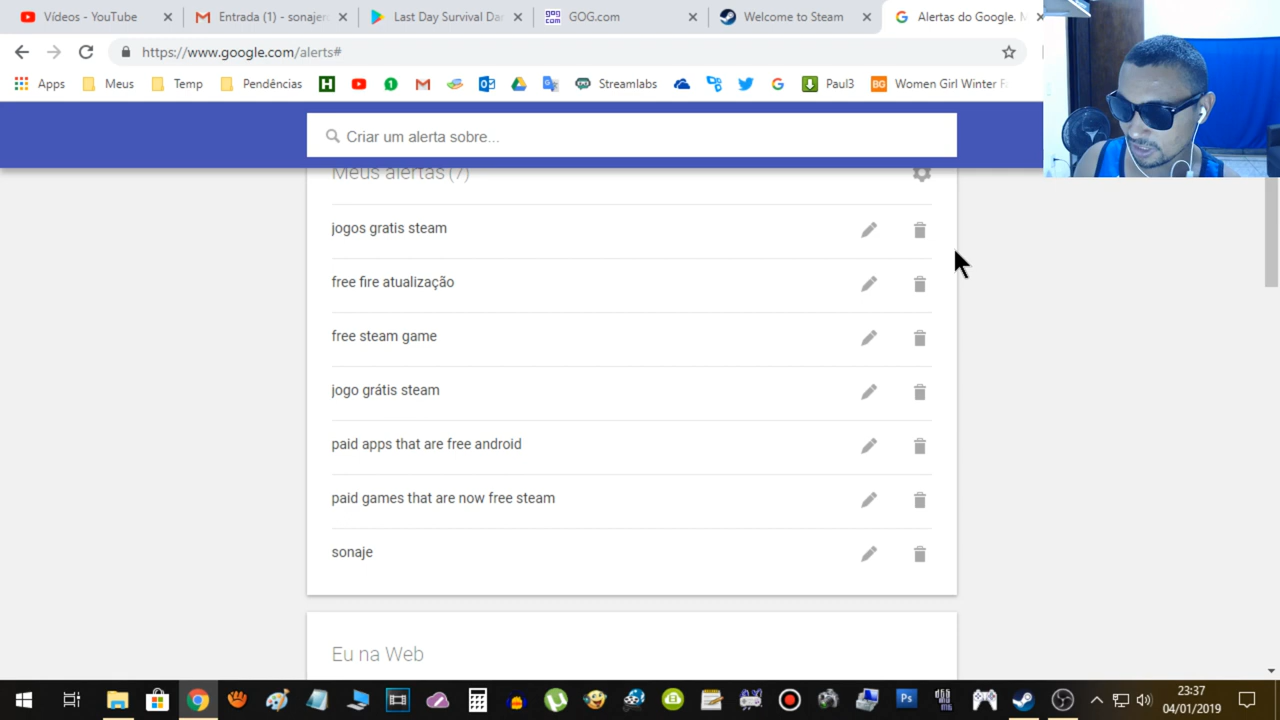 Vídeos - YouTube
Entrada (1) - sonaje
Last Day Survival Da
GOG.com
Welcome to Steam
Alertas do Google. M
https://www.google.com/alerts#
Apps
Meus
Temp
Pendências
Streamlabs
Paul3
Women Girl Winter F
Criar um alerta sobre...
Meus alertas (7)
jogos gratis steam
free fire atualização
free steam game
jogo grátis steam
paid apps that are free android
paid games that are now free steam
sonaje
Eu na Web
23:37
04/01/2019